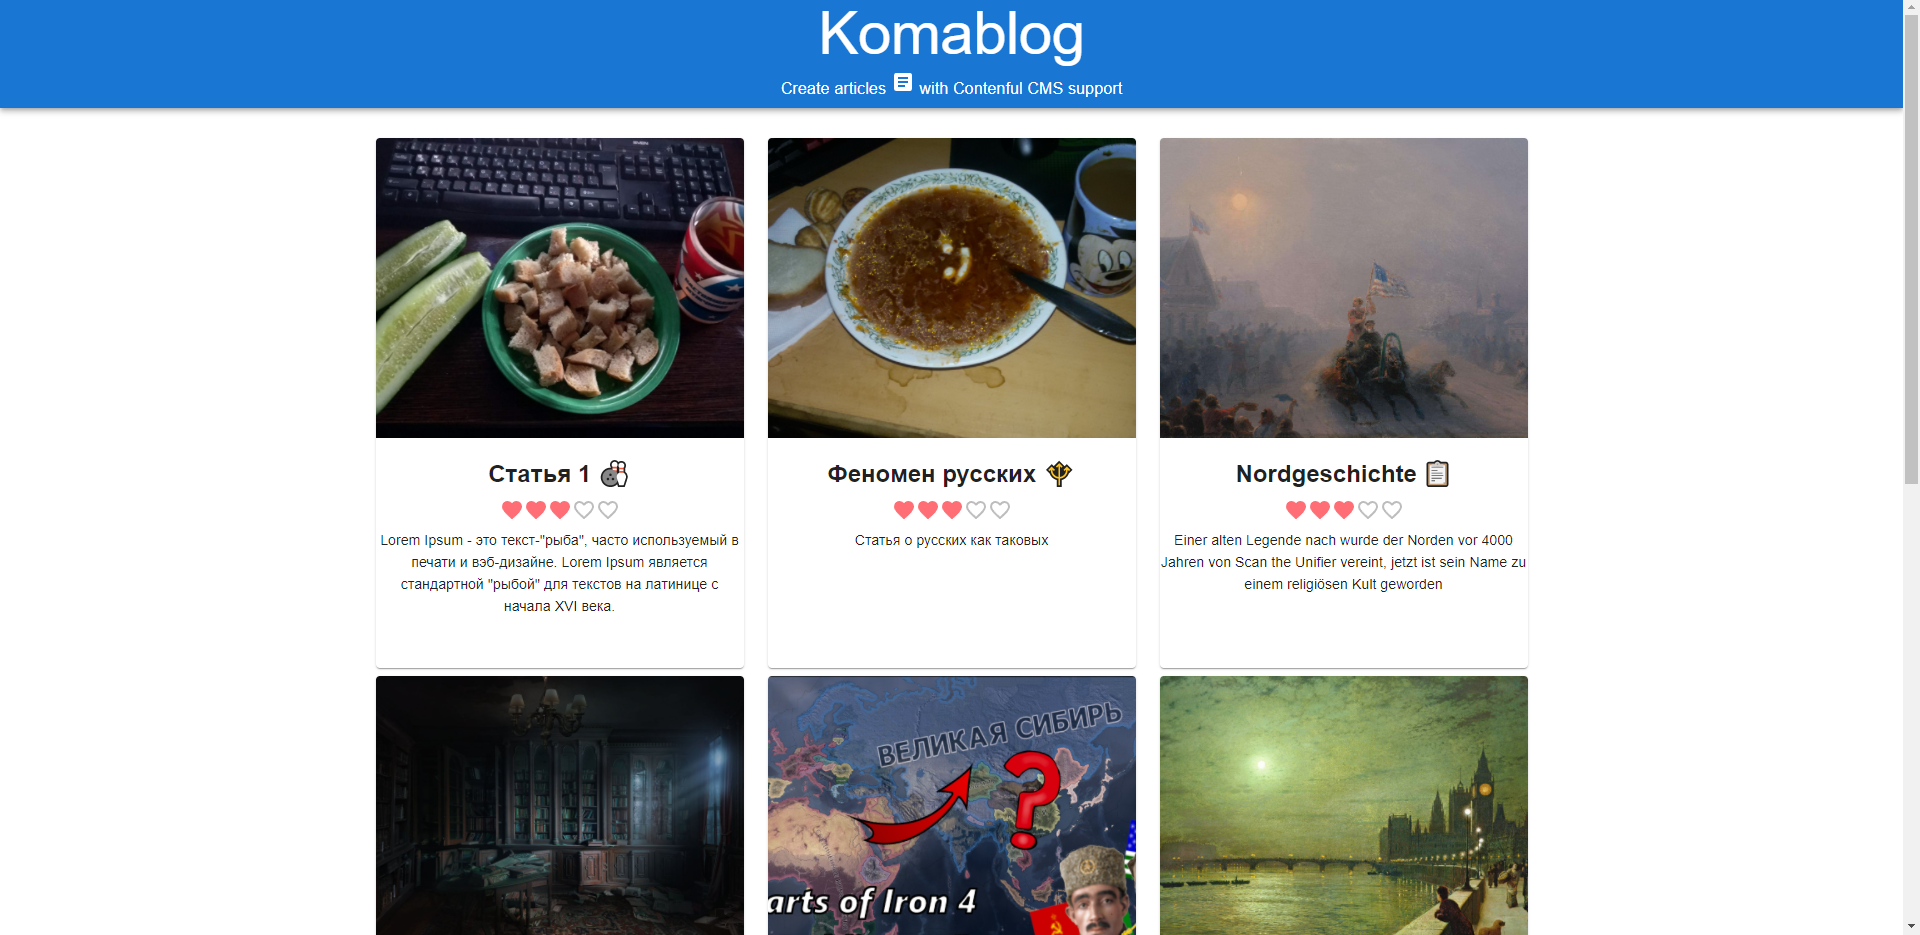 Komablog
Create articles with Contenful CMS support
Статья 1
Феномен русских
Nordgeschichte
Lorem Ipsum - это текст-"рыба", часто используемый в
печати и вэб-дизайне. Lorem Ipsum является
стандартной "рыбой" для текстов на латинице с
начала XVI века.
Статья о русских как таковых
Einer alten Legende nach wurde der Norden vor 4000
Jahren von Scan the Unifier vereint, jetzt ist sein Name zu
einem religiösen Kult geworden
ВЕЛИКАЯ СИБИРЬ
?
arts of Iron 4